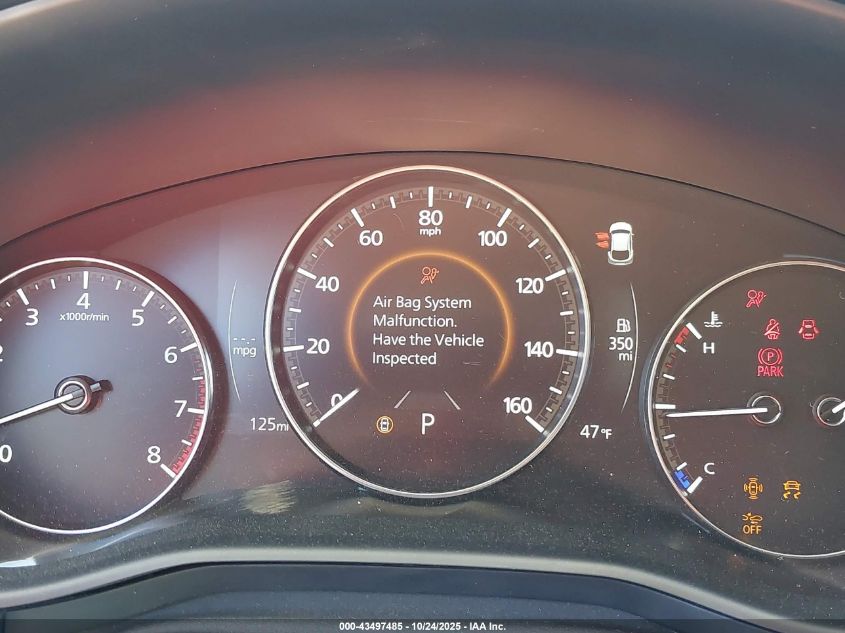 80
mph
60
100
40
120
20
140
0
160
Air Bag System
Malfunction.
Have the Vehicle
Inspected
P
4
x1000r/min
3
5
2
6
7
0
8
--.-
mpg
125mi
350
mi
47°F
H
C
P
PARK
OFF
000-43497485 - 10/24/2025 - IAA Inc.